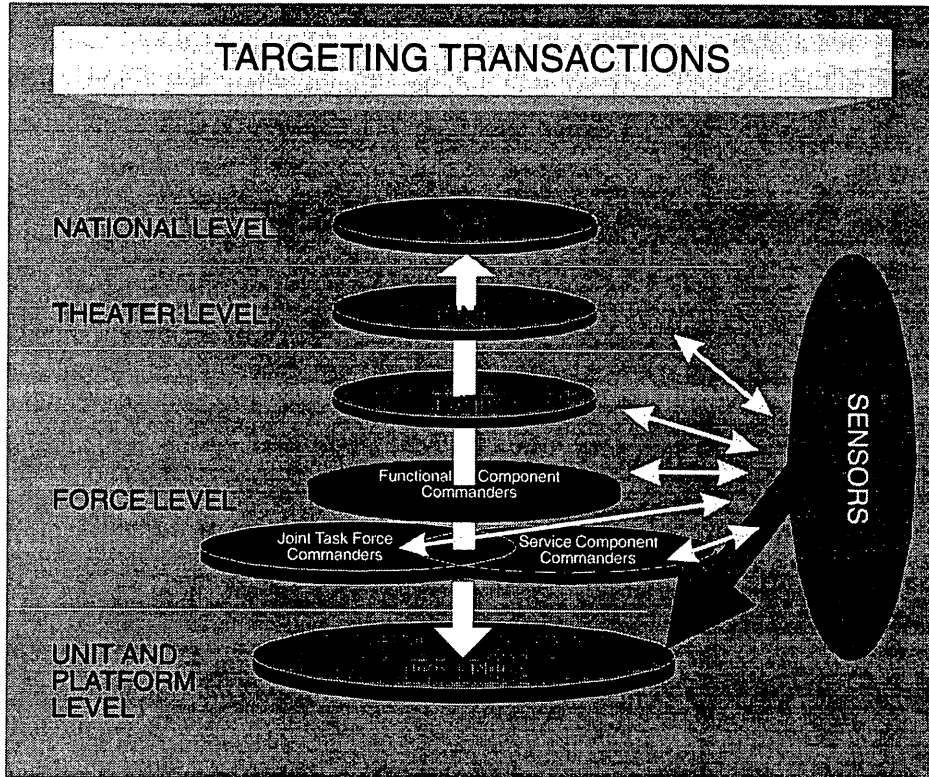 TARGETING TRANSACTIONS
NATIONAL LEVEL
THEATER LEVEL
FORCE LEVEL
Functional Component
Commanders
Joint Task Force
Commanders
Service Component
Commanders
UNIT AND
PLATFORM
LEVEL
SENSORS